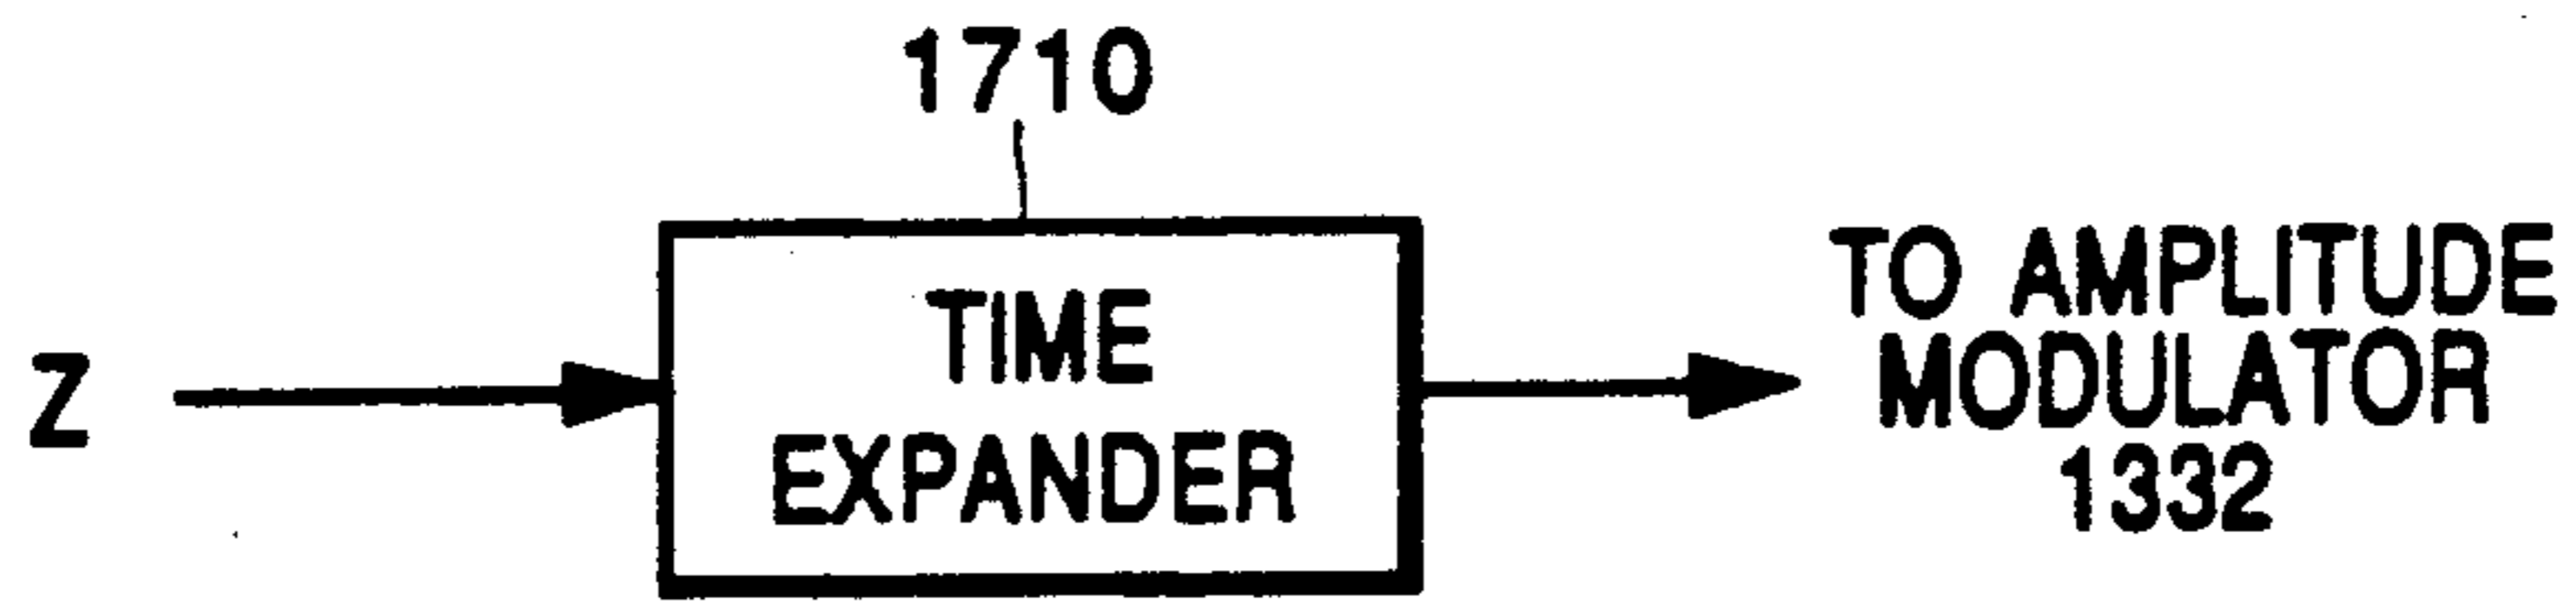 1710
TIME
EXPANDER
Z
TO AMPLITUDE
MODULATOR
1332